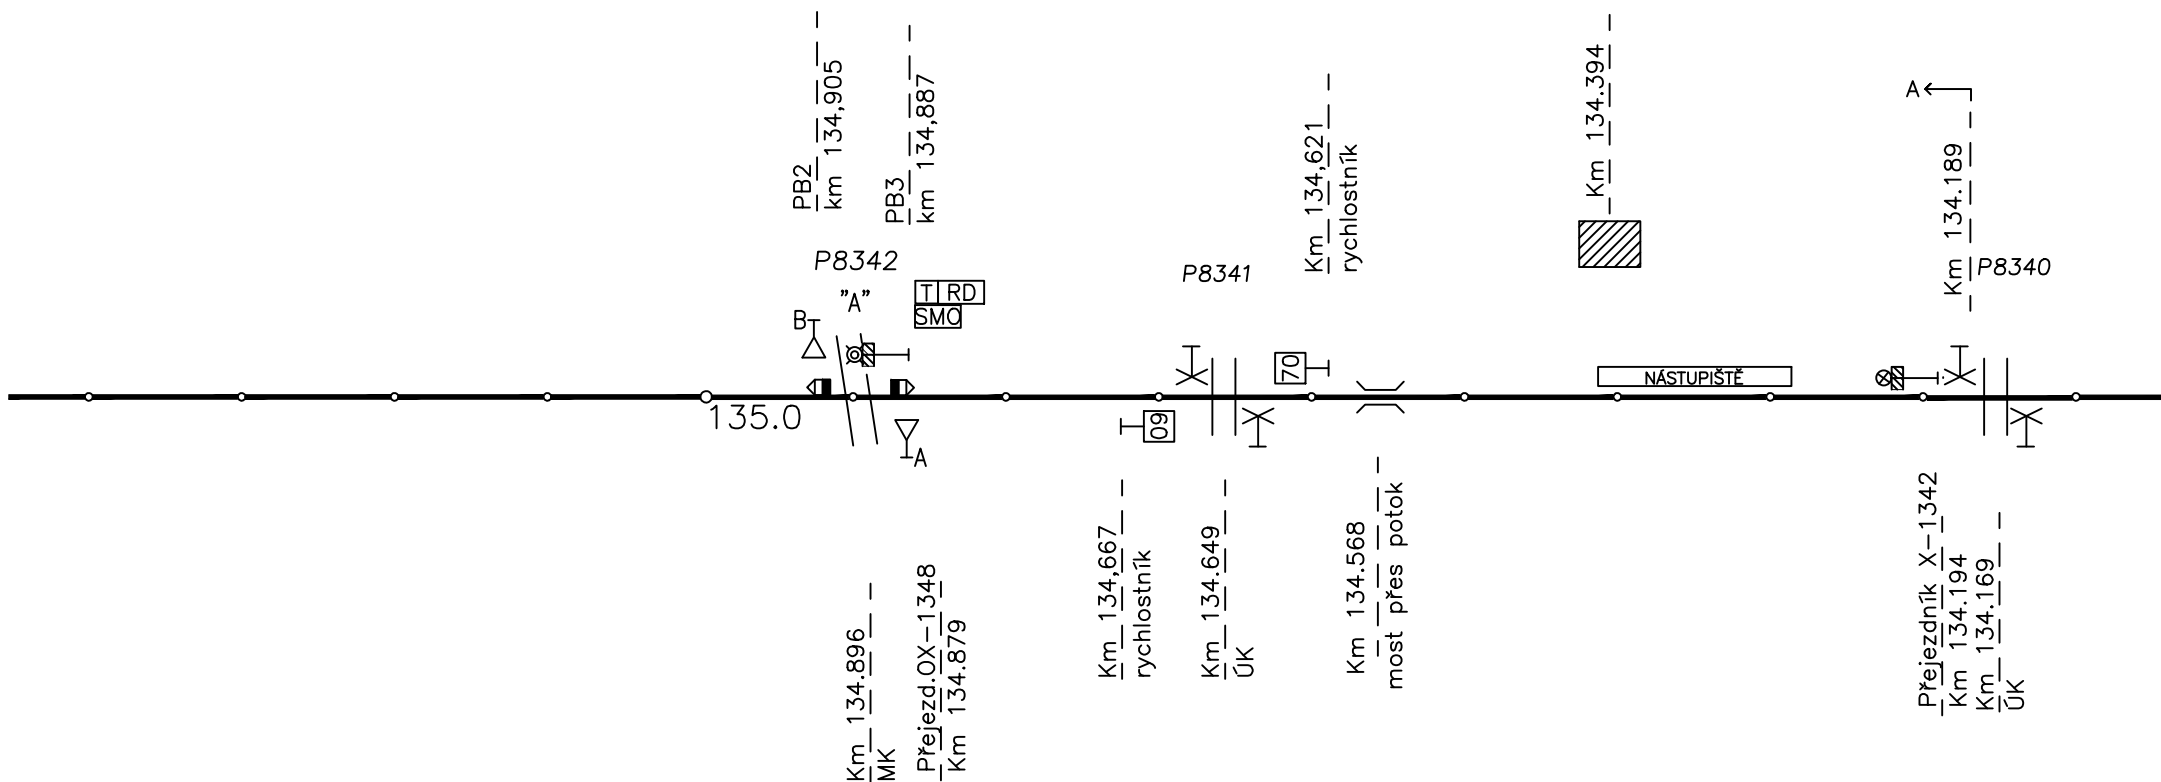 PB2
km 134,905
PB3
km 134,887
Km 134,621
rychlostník
Km 134.394
A
Km 134.189
P8342
"A"
T RD
SMO
P8341
P8340
B
70
NÁSTUPIŠTĚ
135.0
A
60
Km 134.896
MK
Přejezd.OX-1348
Km 134.879
Km 134,667
rychlostník
Km 134.649
ÚK
Km 134.568
most přes potok
Přejezdník X-1342
Km 134.194
Km 134.169
ÚK